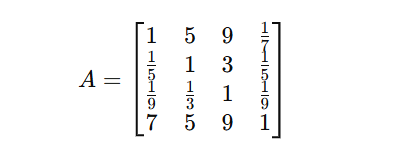 A = [ 1 5 9 1/7
1/5 1 3 1/5
1/9 1/3 1 1/9
7 5 9 1 ]